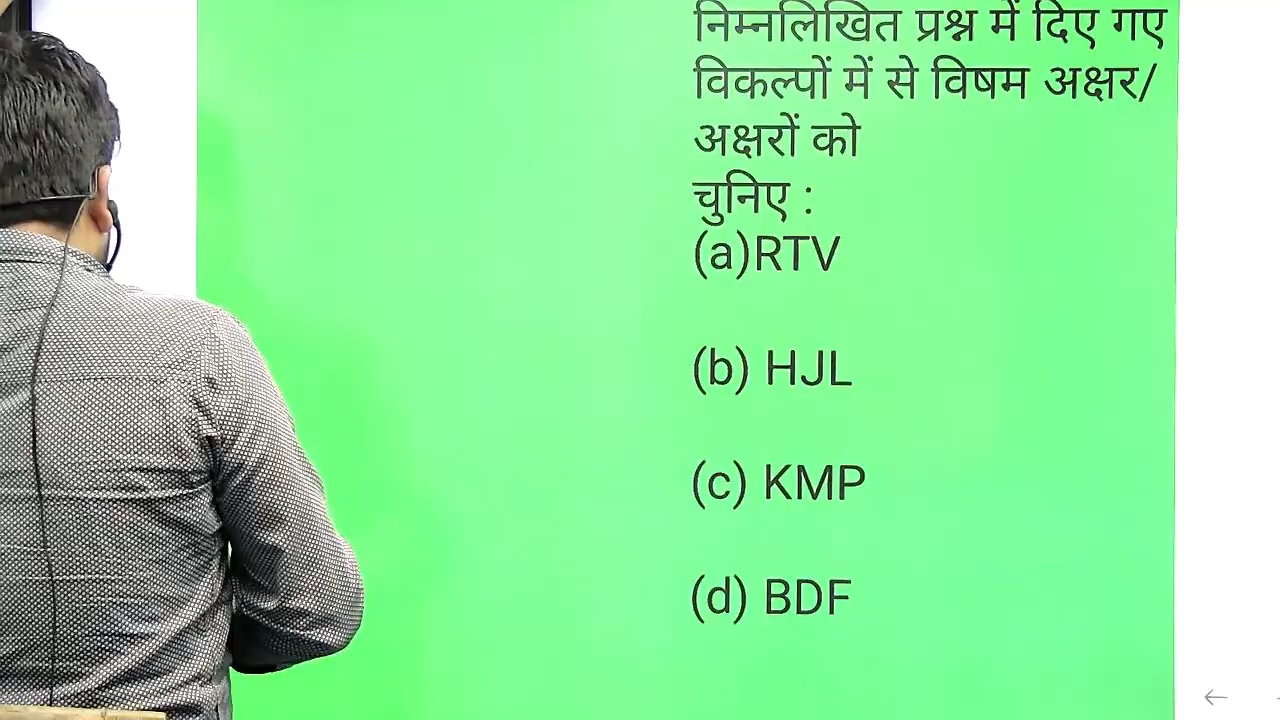 निम्नलिखित प्रश्न में दिए गए
विकल्पों में से विषम अक्षर/
अक्षरों को
चुनिए :
(a)RTV
(b) HJL
(c) KMP
(d) BDF